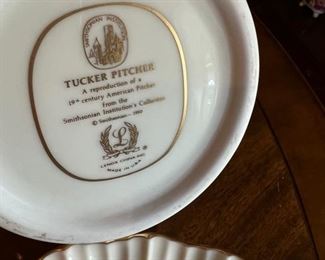 SMITHSONIAN INSTITUTION
TUCKER PITCHER
A reproduction of a
19th century American Pitcher
from the
Smithsonian Institution's Collection
© Smithsonian
L
LENOX CHINA INC.
MADE IN U.S.A.